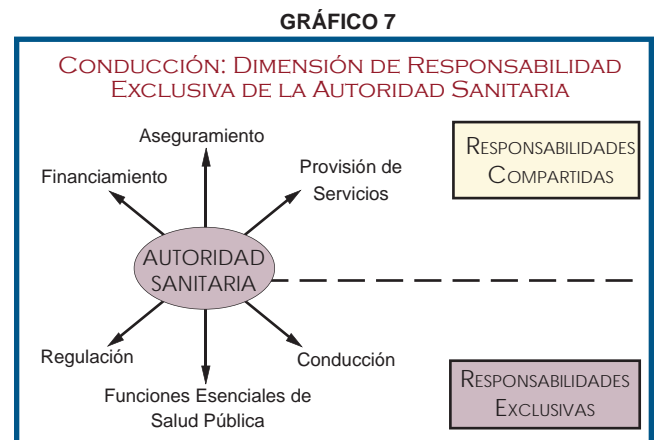 GRÁFICO 7
CONDUCCIÓN: DIMENSIÓN DE RESPONSABILIDAD
EXCLUSIVA DE LA AUTORIDAD SANITARIA
Aseguramiento
Financiamiento
Provisión de
Servicios
RESPONSABILIDADES
COMPARTIDAS
AUTORIDAD
SANITARIA
Regulación
Conducción
Funciones Esenciales de
Salud Pública
RESPONSABILIDADES
EXCLUSIVAS